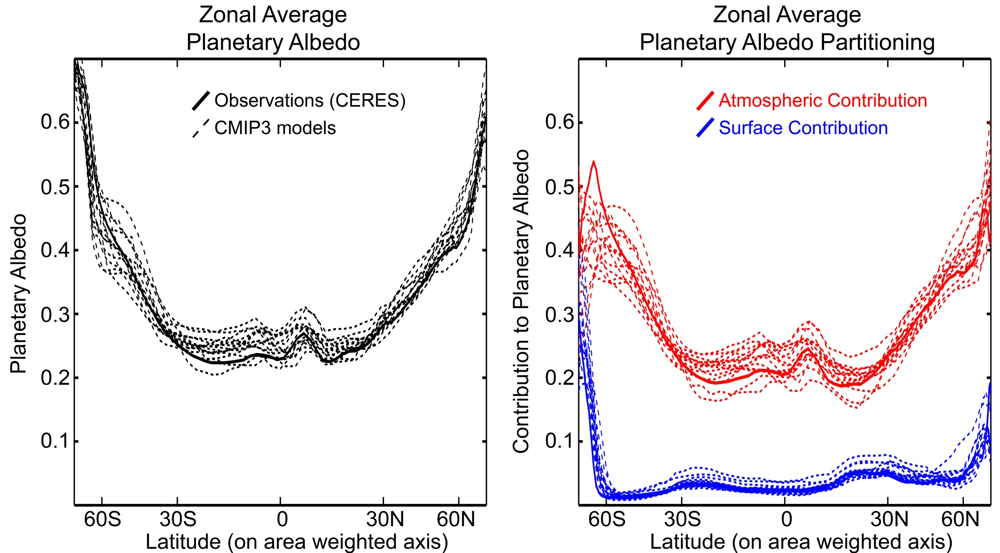 Zonal Average
Planetary Albedo
Observations (CERES)
CMIP3 models
0.6
0.5
0.4
0.3
0.2
0.1
Planetary Albedo
60S 30S 0 30N 60N
Latitude (on area weighted axis)
Zonal Average
Planetary Albedo Partitioning
Atmospheric Contribution
Surface Contribution
0.6
0.5
0.4
0.3
0.2
0.1
Contribution to Planetary Albedo
60S 30S 0 30N 60N
Latitude (on area weighted axis)